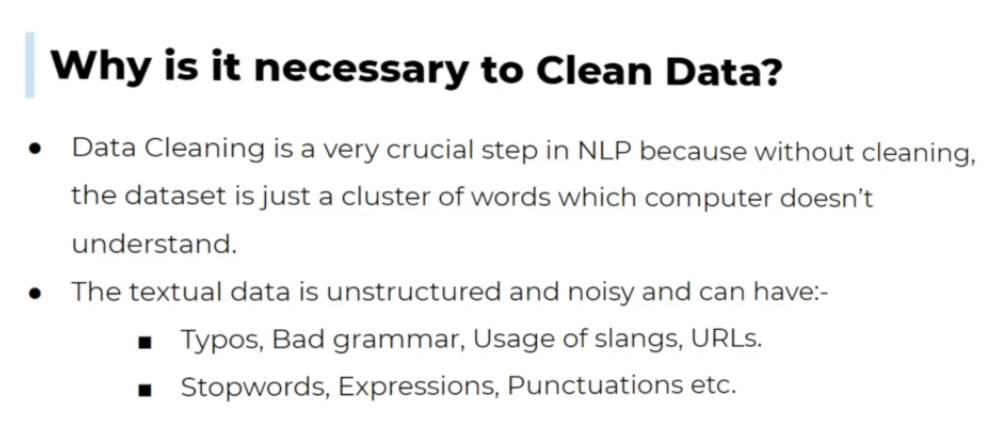 Why is it necessary to Clean Data?
● Data Cleaning is a very crucial step in NLP because without cleaning,
the dataset is just a cluster of words which computer doesn't
understand.
● The textual data is unstructured and noisy and can have:-
■ Typos, Bad grammar, Usage of slangs, URLs.
■ Stopwords, Expressions, Punctuations etc.